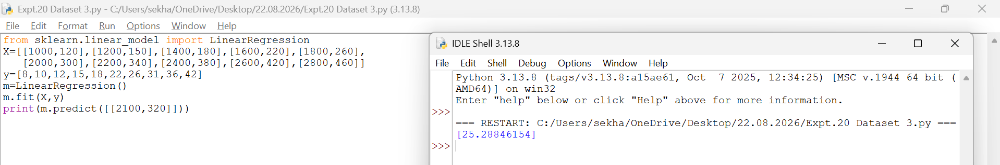 Expt.20 Dataset 3.py - C:/Users/sekha/OneDrive/Desktop/22.08.2026/Expt.20 Dataset 3.py (3.13.8)
File Edit Format Run Options Window Help
from sklearn.linear_model import LinearRegression
X=[[1000,120],[1200,150],[1400,180],[1600,220],[1800,260],
   [2000,300],[2200,340],[2400,380],[2600,420],[2800,460]]
y=[8,10,12,15,18,22,26,31,36,42]
m=LinearRegression()
m.fit(X,y)
print(m.predict([[2100,320]]))
IDLE Shell 3.13.8
File Edit Shell Debug Options Window Help
Python 3.13.8 (tags/v3.13.8:a15ae61, Oct  7 2025, 12:34:25) [MSC v.1944 64 bit (
AMD64)] on win32
Enter "help" below or click "Help" above for more information.
>>>
=== RESTART: C:/Users/sekha/OneDrive/Desktop/22.08.2026/Expt.20 Dataset 3.py ===
[25.28846154]
>>>